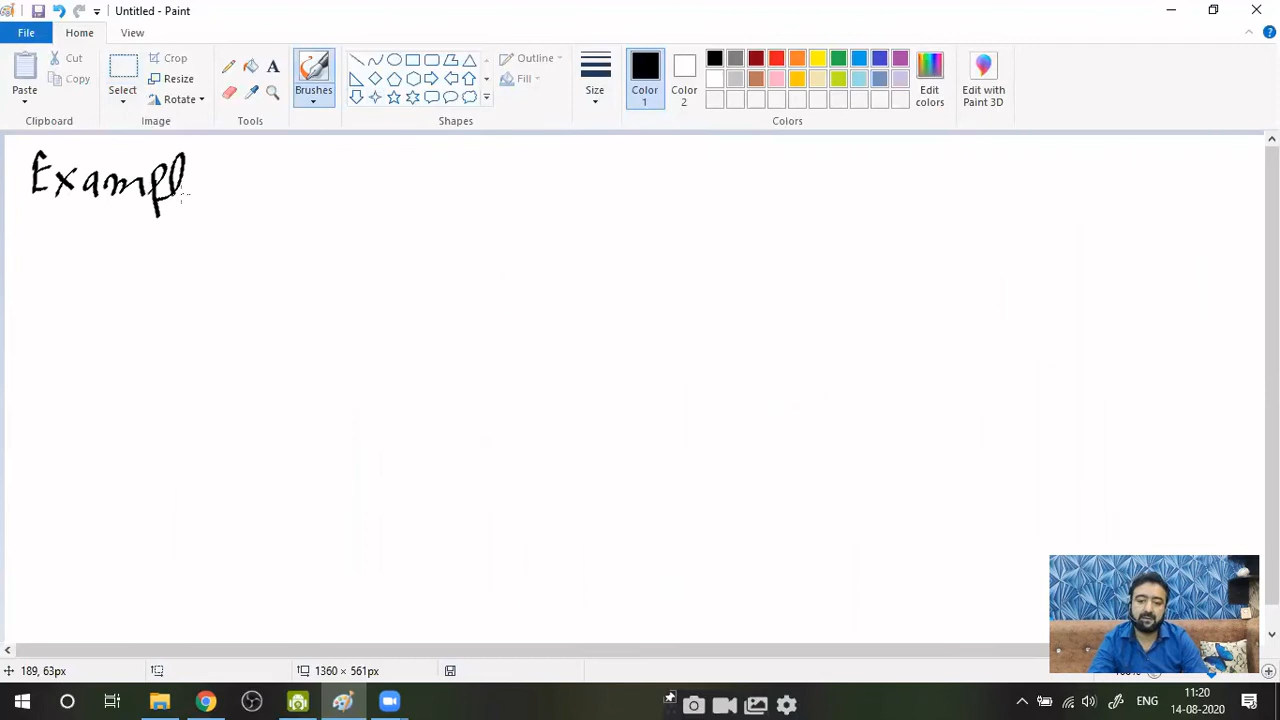 Untitled - Paint
File Home View
Paste Cut Copy Select Crop Resize Rotate A Brushes Outline Fill Size Color 1 Color 2 Edit colors Edit with Paint 3D
Clipboard Image Tools Shapes Colors
Exampl
189, 63px 1360 × 561px
ENG 11:20
14-08-2020